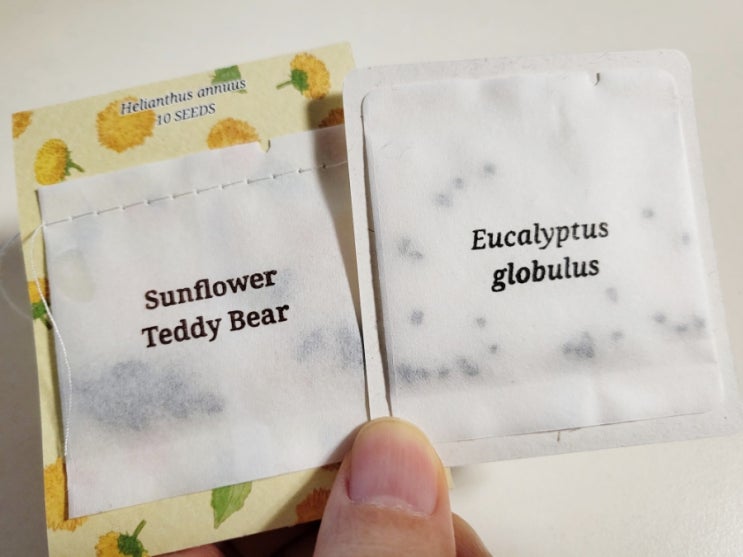 Helianthus annuus
10 SEEDS
Sunflower
Teddy Bear
Eucalyptus
globulus